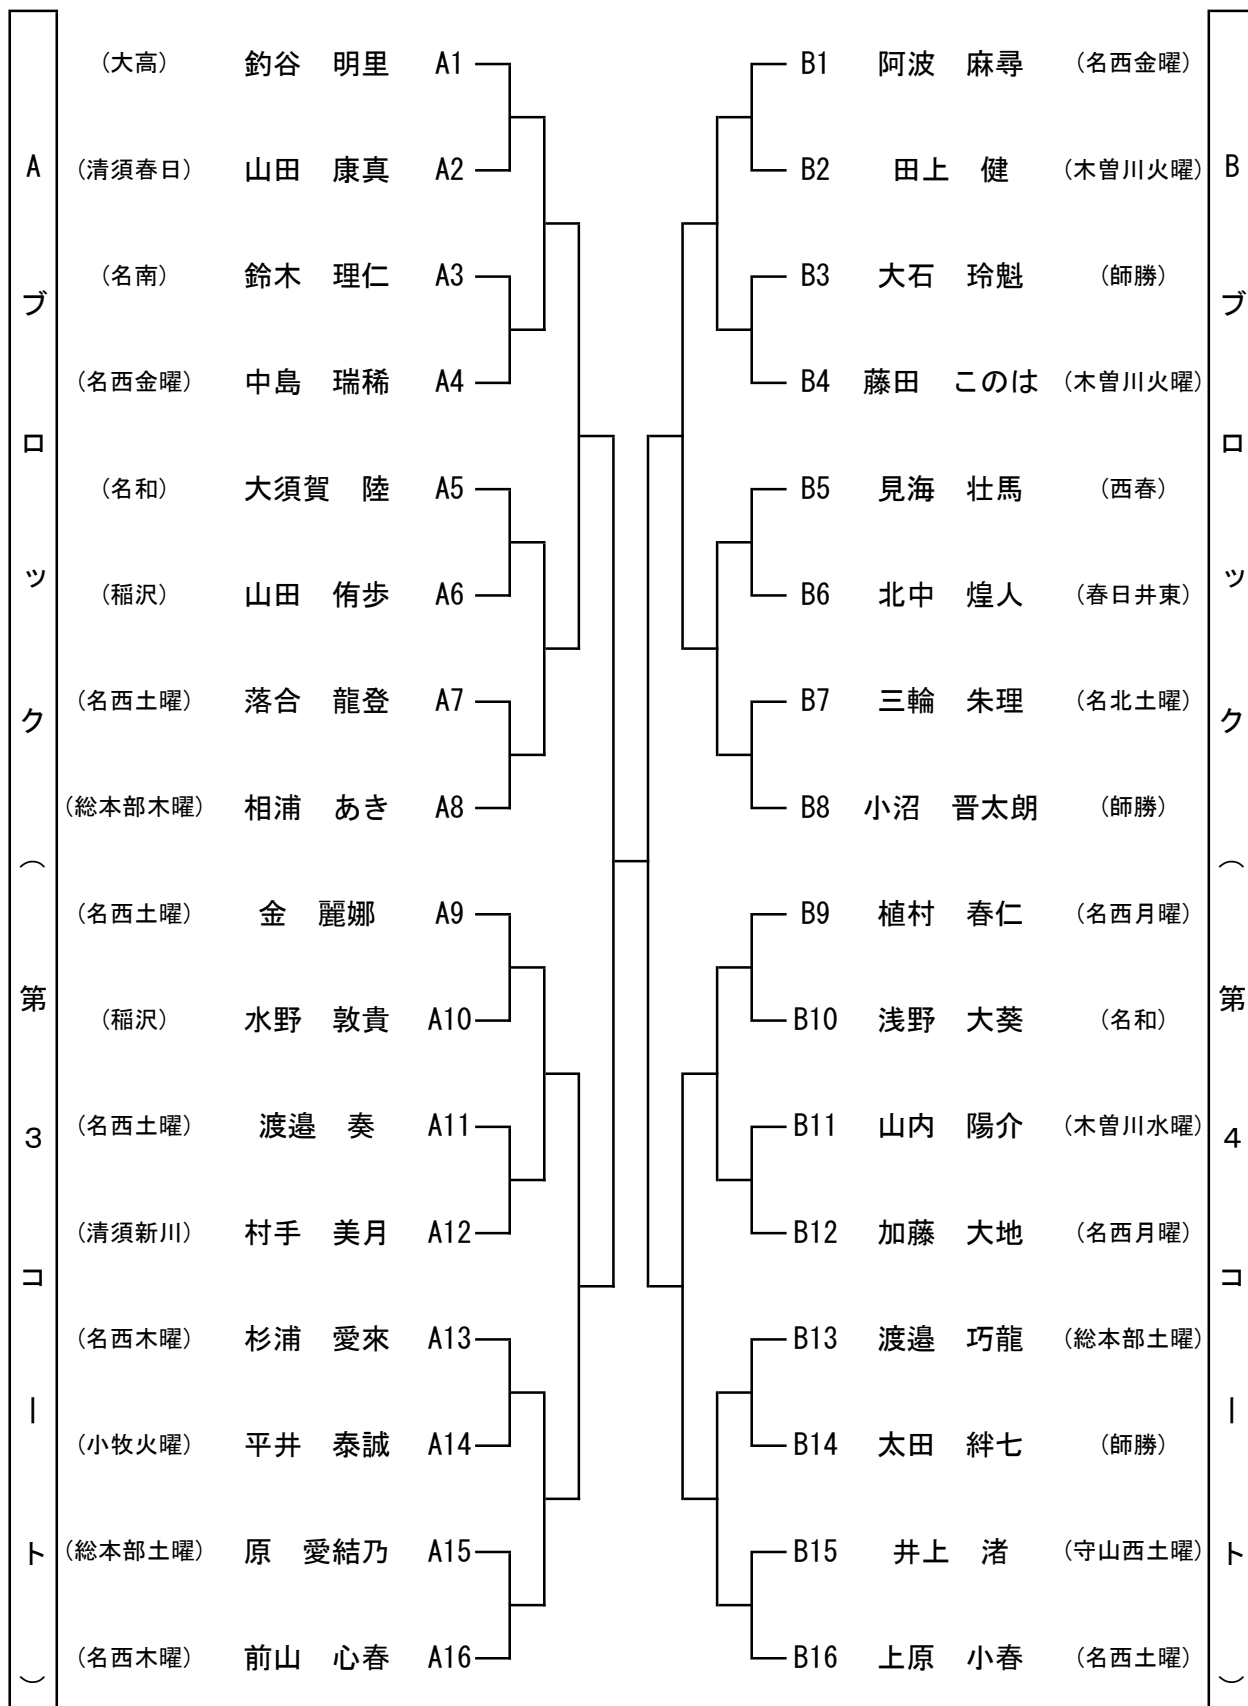 Aブロック（第3コート）
（大高）　釣谷　明里　A1
（清須春日）　山田　康真　A2
（名南）　鈴木　理仁　A3
（名西金曜）　中島　瑞稀　A4
（名和）　大須賀　陸　A5
（稲沢）　山田　侑歩　A6
（名西土曜）　落合　龍登　A7
（総本部木曜）　相浦　あき　A8
（名西土曜）　金　麗娜　A9
（稲沢）　水野　敦貴　A10
（名西土曜）　渡邉　奏　A11
（清須新川）　村手　美月　A12
（名西木曜）　杉浦　愛來　A13
（小牧火曜）　平井　泰誠　A14
（総本部土曜）　原　愛結乃　A15
（名西木曜）　前山　心春　A16
B1　阿波　麻尋　（名西金曜）
B2　田上　健　（木曽川火曜）
B3　大石　玲魁　（師勝）
B4　藤田　このは　（木曽川火曜）
B5　見海　壮馬　（西春）
B6　北中　煌人　（春日井東）
B7　三輪　朱理　（名北土曜）
B8　小沼　晋太朗　（師勝）
B9　植村　春仁　（名西月曜）
B10　浅野　大葵　（名和）
B11　山内　陽介　（木曽川水曜）
B12　加藤　大地　（名西月曜）
B13　渡邉　巧龍　（総本部土曜）
B14　太田　絆七　（師勝）
B15　井上　渚　（守山西土曜）
B16　上原　小春　（名西土曜）
Bブロック（第4コート）